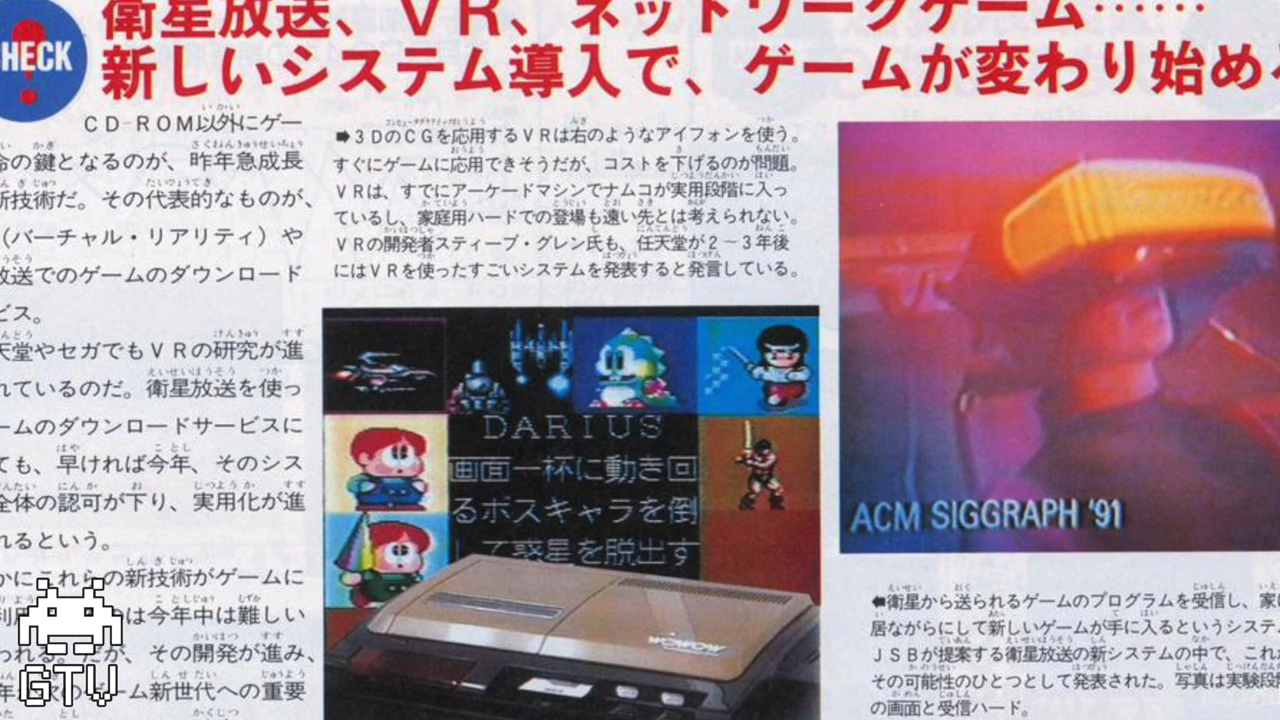 CHECK
衛星放送、VR、ネットワークゲーム……
新しいシステム導入で、ゲームが変わり始め
CD-ROM以外にゲー
の鍵となるのが、昨年急成長
新技術だ。その代表的なものが、
(バーチャル・リアリティ)や
放送でのゲームのダウンロード
ビス。
天堂やセガでもVRの研究が進
れているのだ。衛星放送を使っ
ームのダウンロードサービスに
ても、早ければ今年、そのシス
全体の認可が下り、実用化が進
れるという。
かにこれらの新技術がゲームに
は今年中は難しい
われる。だが、その開発が進み、
ーム新世代への重要
➡3DのCGを応用するVRは右のようなアイフォンを使う。
すぐにゲームに応用できそうだが、コストを下げるのが問題。
VRは、すでにアーケードマシンでナムコが実用段階に入っ
ているし、家庭用ハードでの登場も遠い先とは考えられない。
VRの開発者スティーブ・グレン氏も、任天堂が2〜3年後
にはVRを使ったすごいシステムを発表すると発言している。
DARIUS
画面一杯に動き回
るボスキャラを倒
して惑星を脱出す
WOWOW
ACM SIGGRAPH '91
⬅衛星から送られるゲームのプログラムを受信し、家
居ながらにして新しいゲームが手に入るというシステ
JSBが提案する衛星放送の新システムの中で、これ
その可能性のひとつとして発表された。写真は実験段
の画面と受信ハード。
GTV